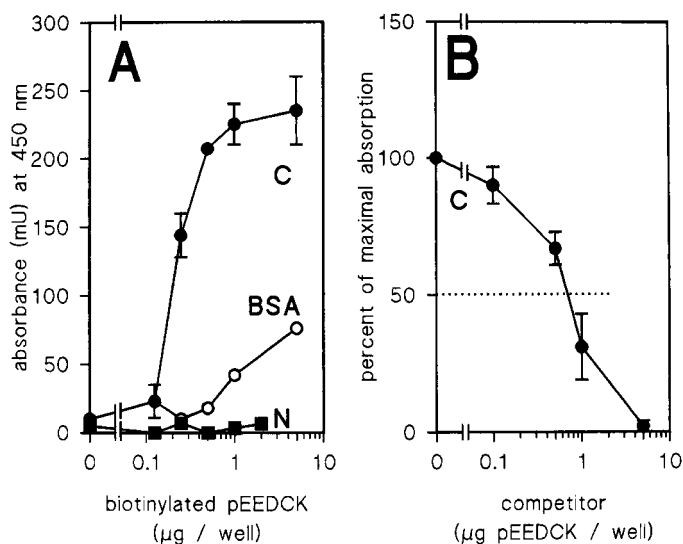 A
absorbance (mU) at 450 nm
300
250
200
150
100
50
0
C
BSA
N
0
0.1
1
10
biotinylated pEEDCK
(µg / well)
B
percent of maximal absorption
150
100
50
0
C
0
0.1
1
10
competitor
(µg pEEDCK / well)